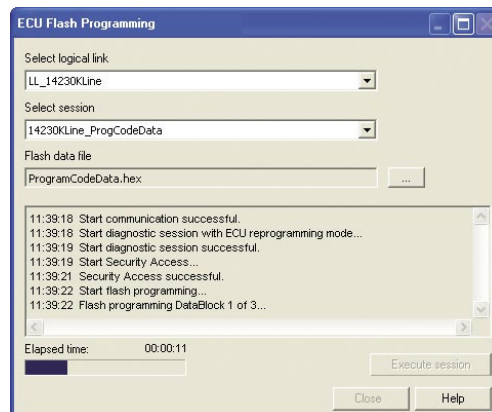 ECU Flash Programming
Select logical link
LL_14230KLine
Select session
14230KLine_ProgCodeData
Flash data file
ProgramCodeData.hex
...
11:39:18 Start communication successful.
11:39:18 Start diagnostic session with ECU reprogramming mode...
11:39:19 Start diagnostic session successful.
11:39:19 Start Security Access...
11:39:21 Security Access successful.
11:39:22 Start flash programming...
11:39:22 Flash programming DataBlock 1 of 3...
Elapsed time: 00:00:11
Execute session
Close Help